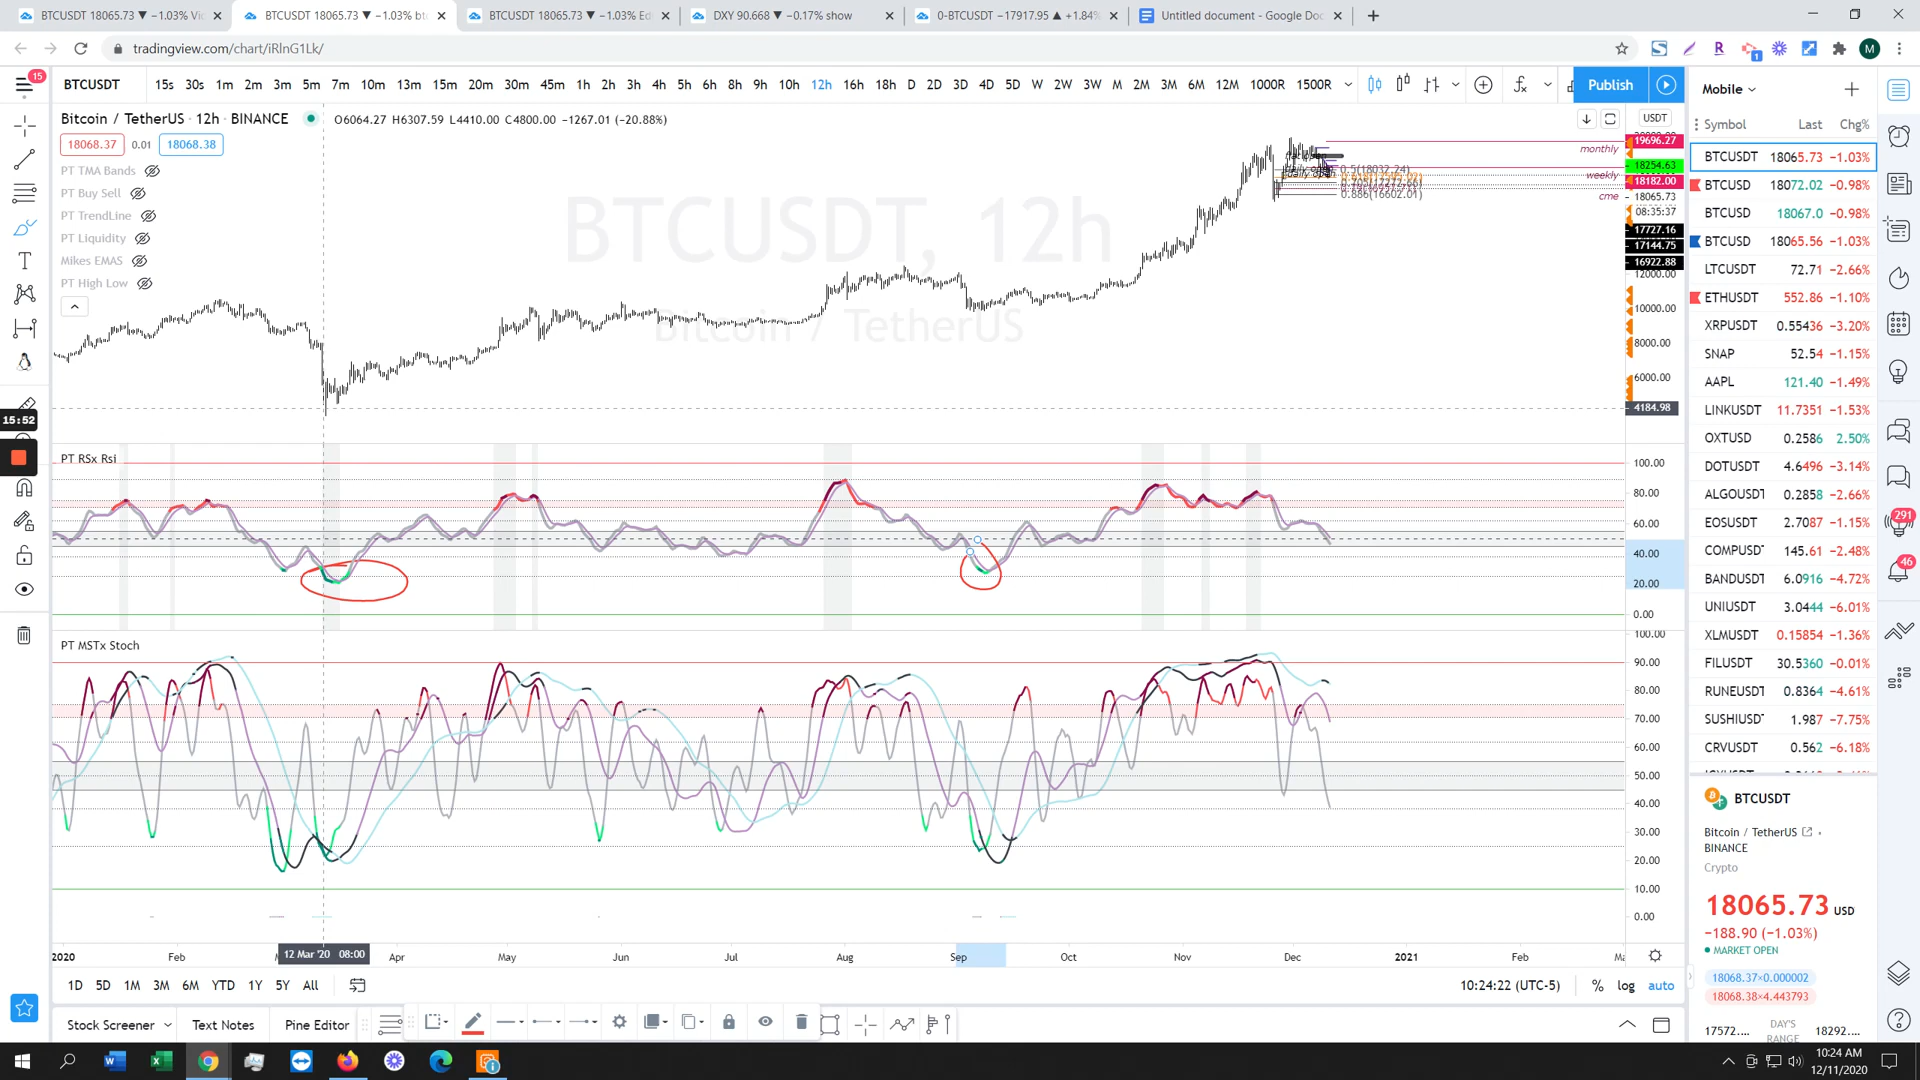 BTCUSDT 18065.73 ▼ −1.03% Vi
BTCUSDT 18065.73 ▼ −1.03% bt
BTCUSDT 18065.73 ▼ −1.03% Ed
DXY 90.668 ▼ −0.17% show
0-BTCUSDT −17917.95 ▲ +1.84%
Untitled document - Google Doc
tradingview.com/chart/iRlnG1Lk/
15
BTCUSDT
15s 30s 1m 2m 3m 5m 7m 10m 13m 15m 20m 30m 45m 1h 2h 3h 4h 5h 6h 8h 9h 10h 12h 16h 18h D 2D 3D 4D 5D W 2W 3W M 2M 3M 6M 12M 1000R 1500R
Publish
Bitcoin / TetherUS · 12h · BINANCE
O6064.27 H6307.59 L4410.00 C4800.00 −1267.01 (−20.88%)
18068.37 0.01 18068.38
PT TMA Bands
PT Buy Sell
PT TrendLine
PT Liquidity
Mikes EMAS
PT High Low
BTCUSDT, 12h
Bitcoin / TetherUS
monthly
weekly
cme
0.5(18032.24)
0.886(16602.01)
USDT
19696.27
18254.63
18182.00
18065.73
08:35:37
17727.16
17144.75
16922.88
12000.00
10000.00
8000.00
6000.00
4184.98
15:52
PT RSx Rsi
100.00
80.00
60.00
40.00
20.00
0.00
PT MSTx Stoch
100.00
90.00
80.00
70.00
60.00
50.00
40.00
30.00
20.00
10.00
0.00
2020 Feb 12 Mar '20 08:00 Apr May Jun Jul Aug Sep Oct Nov Dec 2021 Feb
1D 5D 1M 3M 6M YTD 1Y 5Y All
10:24:22 (UTC-5) % log auto
Stock Screener Text Notes Pine Editor
Mobile
Symbol Last Chg%
BTCUSDT 18065.73 −1.03%
BTCUSD 18072.02 −0.98%
BTCUSD 18067.0 −0.98%
BTCUSD 18065.56 −1.03%
LTCUSDT 72.71 −2.66%
ETHUSDT 552.86 −1.10%
XRPUSDT 0.55436 −3.20%
SNAP 52.54 −1.15%
AAPL 121.40 −1.49%
LINKUSDT 11.7351 −1.53%
OXTUSD 0.2586 2.50%
DOTUSDT 4.6496 −3.14%
ALGOUSDT 0.2858 −2.66%
EOSUSDT 2.7087 −1.15%
COMPUSDT 145.61 −2.48%
BANDUSDT 6.0916 −4.72%
UNIUSDT 3.0444 −6.01%
XLMUSDT 0.15854 −1.36%
FILUSDT 30.5360 −0.01%
RUNEUSDT 0.8364 −4.61%
SUSHIUSDT 1.987 −7.75%
CRVUSDT 0.562 −6.18%
BTCUSDT
Bitcoin / TetherUS
BINANCE
Crypto
18065.73 USD
−188.90 (−1.03%)
MARKET OPEN
18068.37×0.000002
18068.38×4.443793
17572.... DAY'S RANGE 18292....
291
46
10:24 AM
12/11/2020